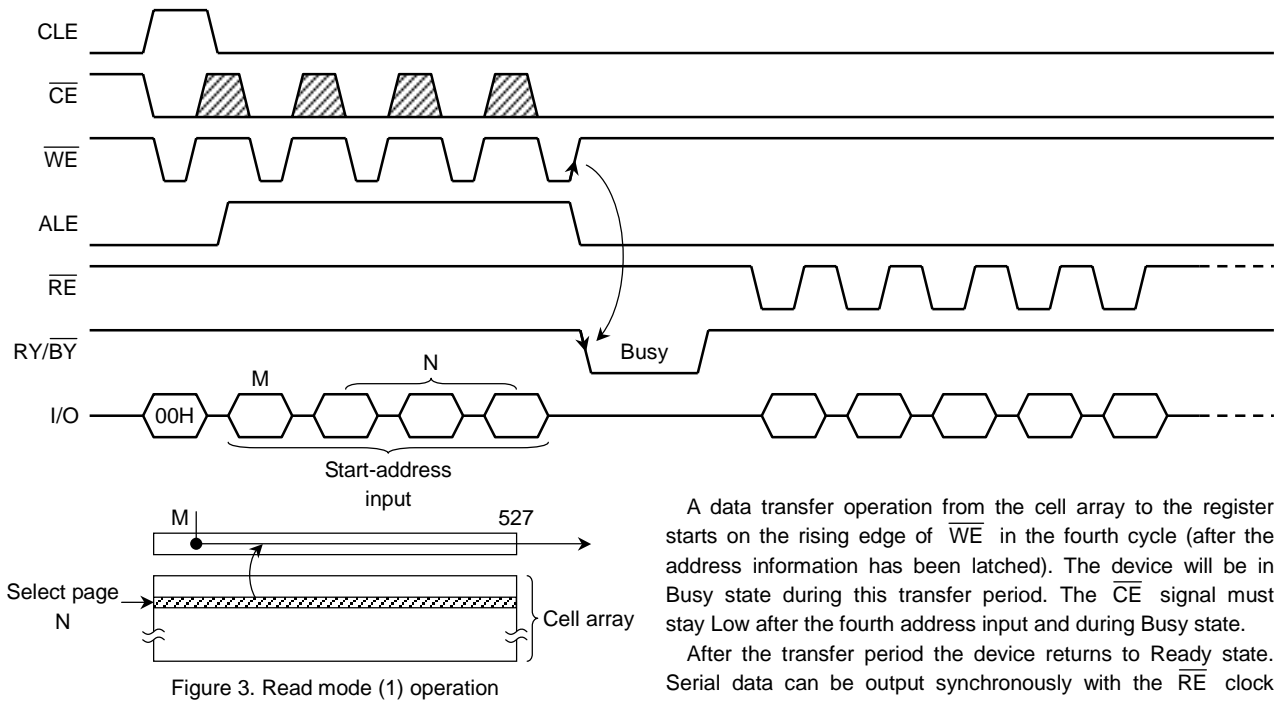 CLE
CE
WE
ALE
RE
RY/BY
Busy
M
N
I/O
00H
Start-address
input
M
527
Select page
N
Cell array
Figure 3. Read mode (1) operation
A data transfer operation from the cell array to the register
starts on the rising edge of WE in the fourth cycle (after the
address information has been latched). The device will be in
Busy state during this transfer period. The CE signal must
stay Low after the fourth address input and during Busy state.
After the transfer period the device returns to Ready state.
Serial data can be output synchronously with the RE clock